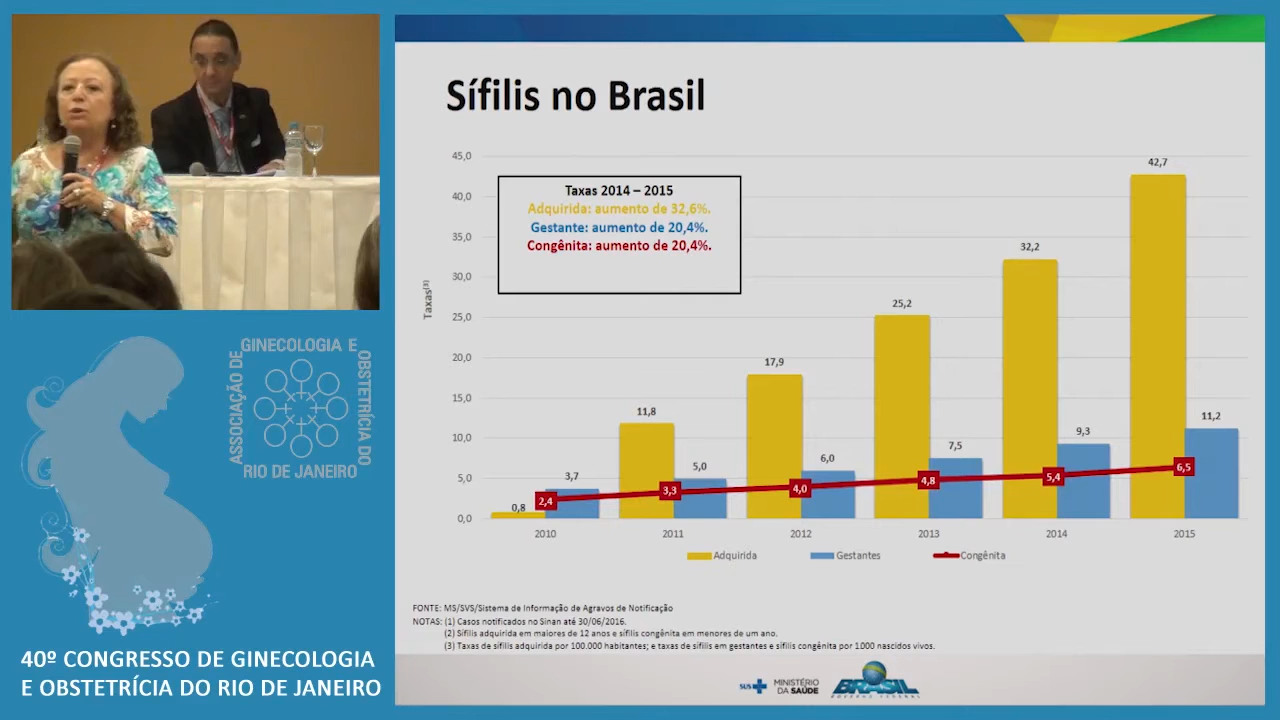 Sífilis no Brasil
45,0
40,0
35,0
30,0
25,0
20,0
15,0
10,0
5,0
0,0
Taxas(3)
Taxas 2014 – 2015
Adquirida: aumento de 32,6%.
Gestante: aumento de 20,4%.
Congênita: aumento de 20,4%.
0,8
3,7
2,4
11,8
5,0
3,3
17,9
6,0
4,0
25,2
7,5
4,8
32,2
9,3
5,4
42,7
11,2
6,5
2010
2011
2012
2013
2014
2015
Adquirida
Gestantes
Congênita
FONTE: MS/SVS/Sistema de Informação de Agravos de Notificação
NOTAS: (1) Casos notificados no Sinan até 30/06/2016.
(2) Sífilis adquirida em maiores de 12 anos e sífilis congênita em menores de um ano.
(3) Taxas de sífilis adquirida por 100.000 habitantes; e taxas de sífilis em gestantes e sífilis congênita por 1.000 nascidos vivos.
SUS
MINISTÉRIO
DA SAÚDE
BRASIL
GOVERNO FEDERAL
ASSOCIAÇÃO DE
GINECOLOGIA E
OBSTETRÍCIA DO
RIO DE JANEIRO
40º CONGRESSO DE GINECOLOGIA
E OBSTETRÍCIA DO RIO DE JANEIRO